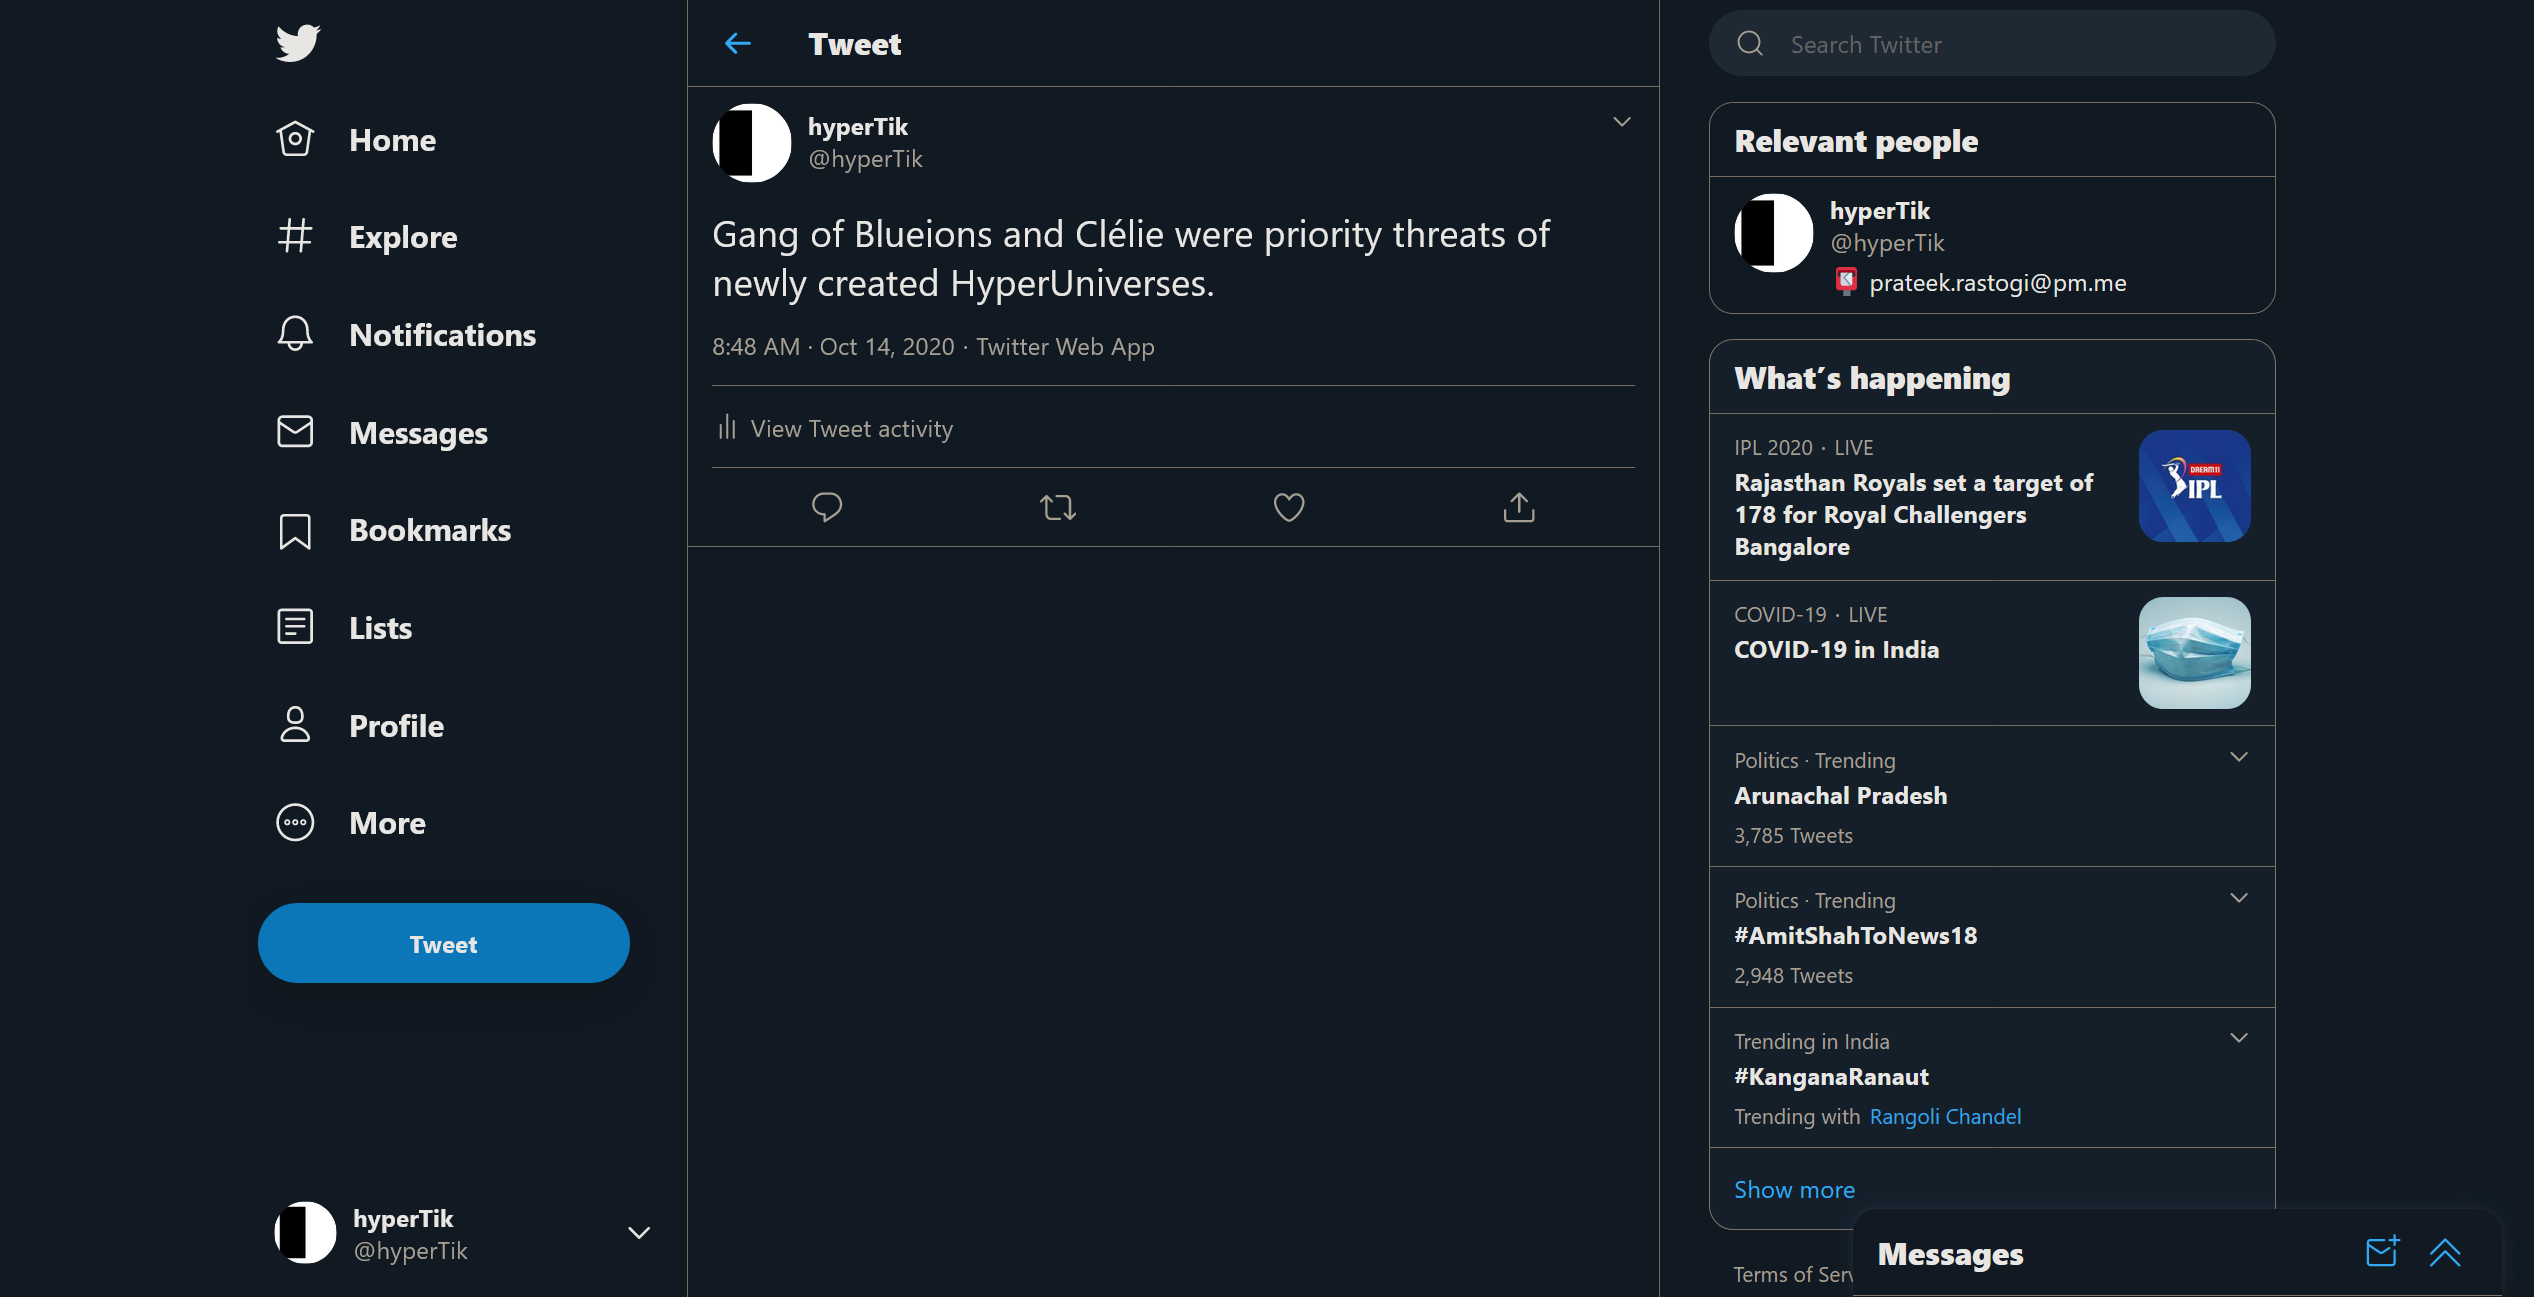 Home
Explore
Notifications
Messages
Bookmarks
Lists
Profile
More
Tweet
hyperTik
@hyperTik
Tweet
hyperTik
@hyperTik
Gang of Blueions and Clélie were priority threats of
newly created HyperUniverses.
8:48 AM · Oct 14, 2020 · Twitter Web App
View Tweet activity
Search Twitter
Relevant people
hyperTik
@hyperTik
prateek.rastogi@pm.me
What's happening
IPL 2020 · LIVE
Rajasthan Royals set a target of
178 for Royal Challengers
Bangalore
DREAM11
IPL
COVID-19 · LIVE
COVID-19 in India
Politics · Trending
Arunachal Pradesh
3,785 Tweets
Politics · Trending
#AmitShahToNews18
2,948 Tweets
Trending in India
#KanganaRanaut
Trending with Rangoli Chandel
Show more
Terms of Serv
Messages